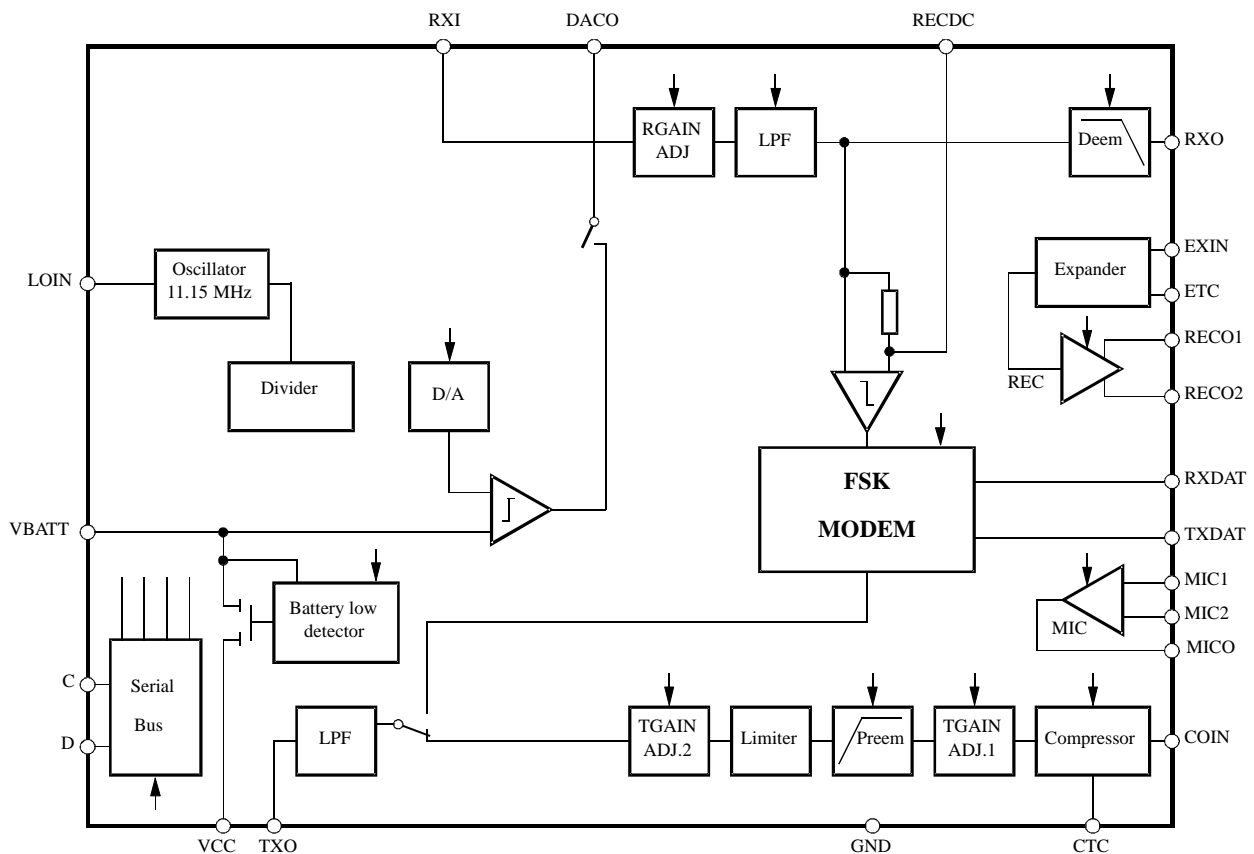 RXI
DACO
RECDC
RGAIN
ADJ
LPF
Deem
RXO
LOIN
Oscillator
11.15 MHz
Expander
EXIN
ETC
Divider
D/A
REC
RECO1
RECO2
FSK
MODEM
RXDAT
TXDAT
VBATT
Battery low
detector
MIC
MIC1
MIC2
MICO
C
D
Serial
Bus
LPF
TGAIN
ADJ.2
Limiter
Preem
TGAIN
ADJ.1
Compressor
COIN
VCC
TXO
GND
CTC